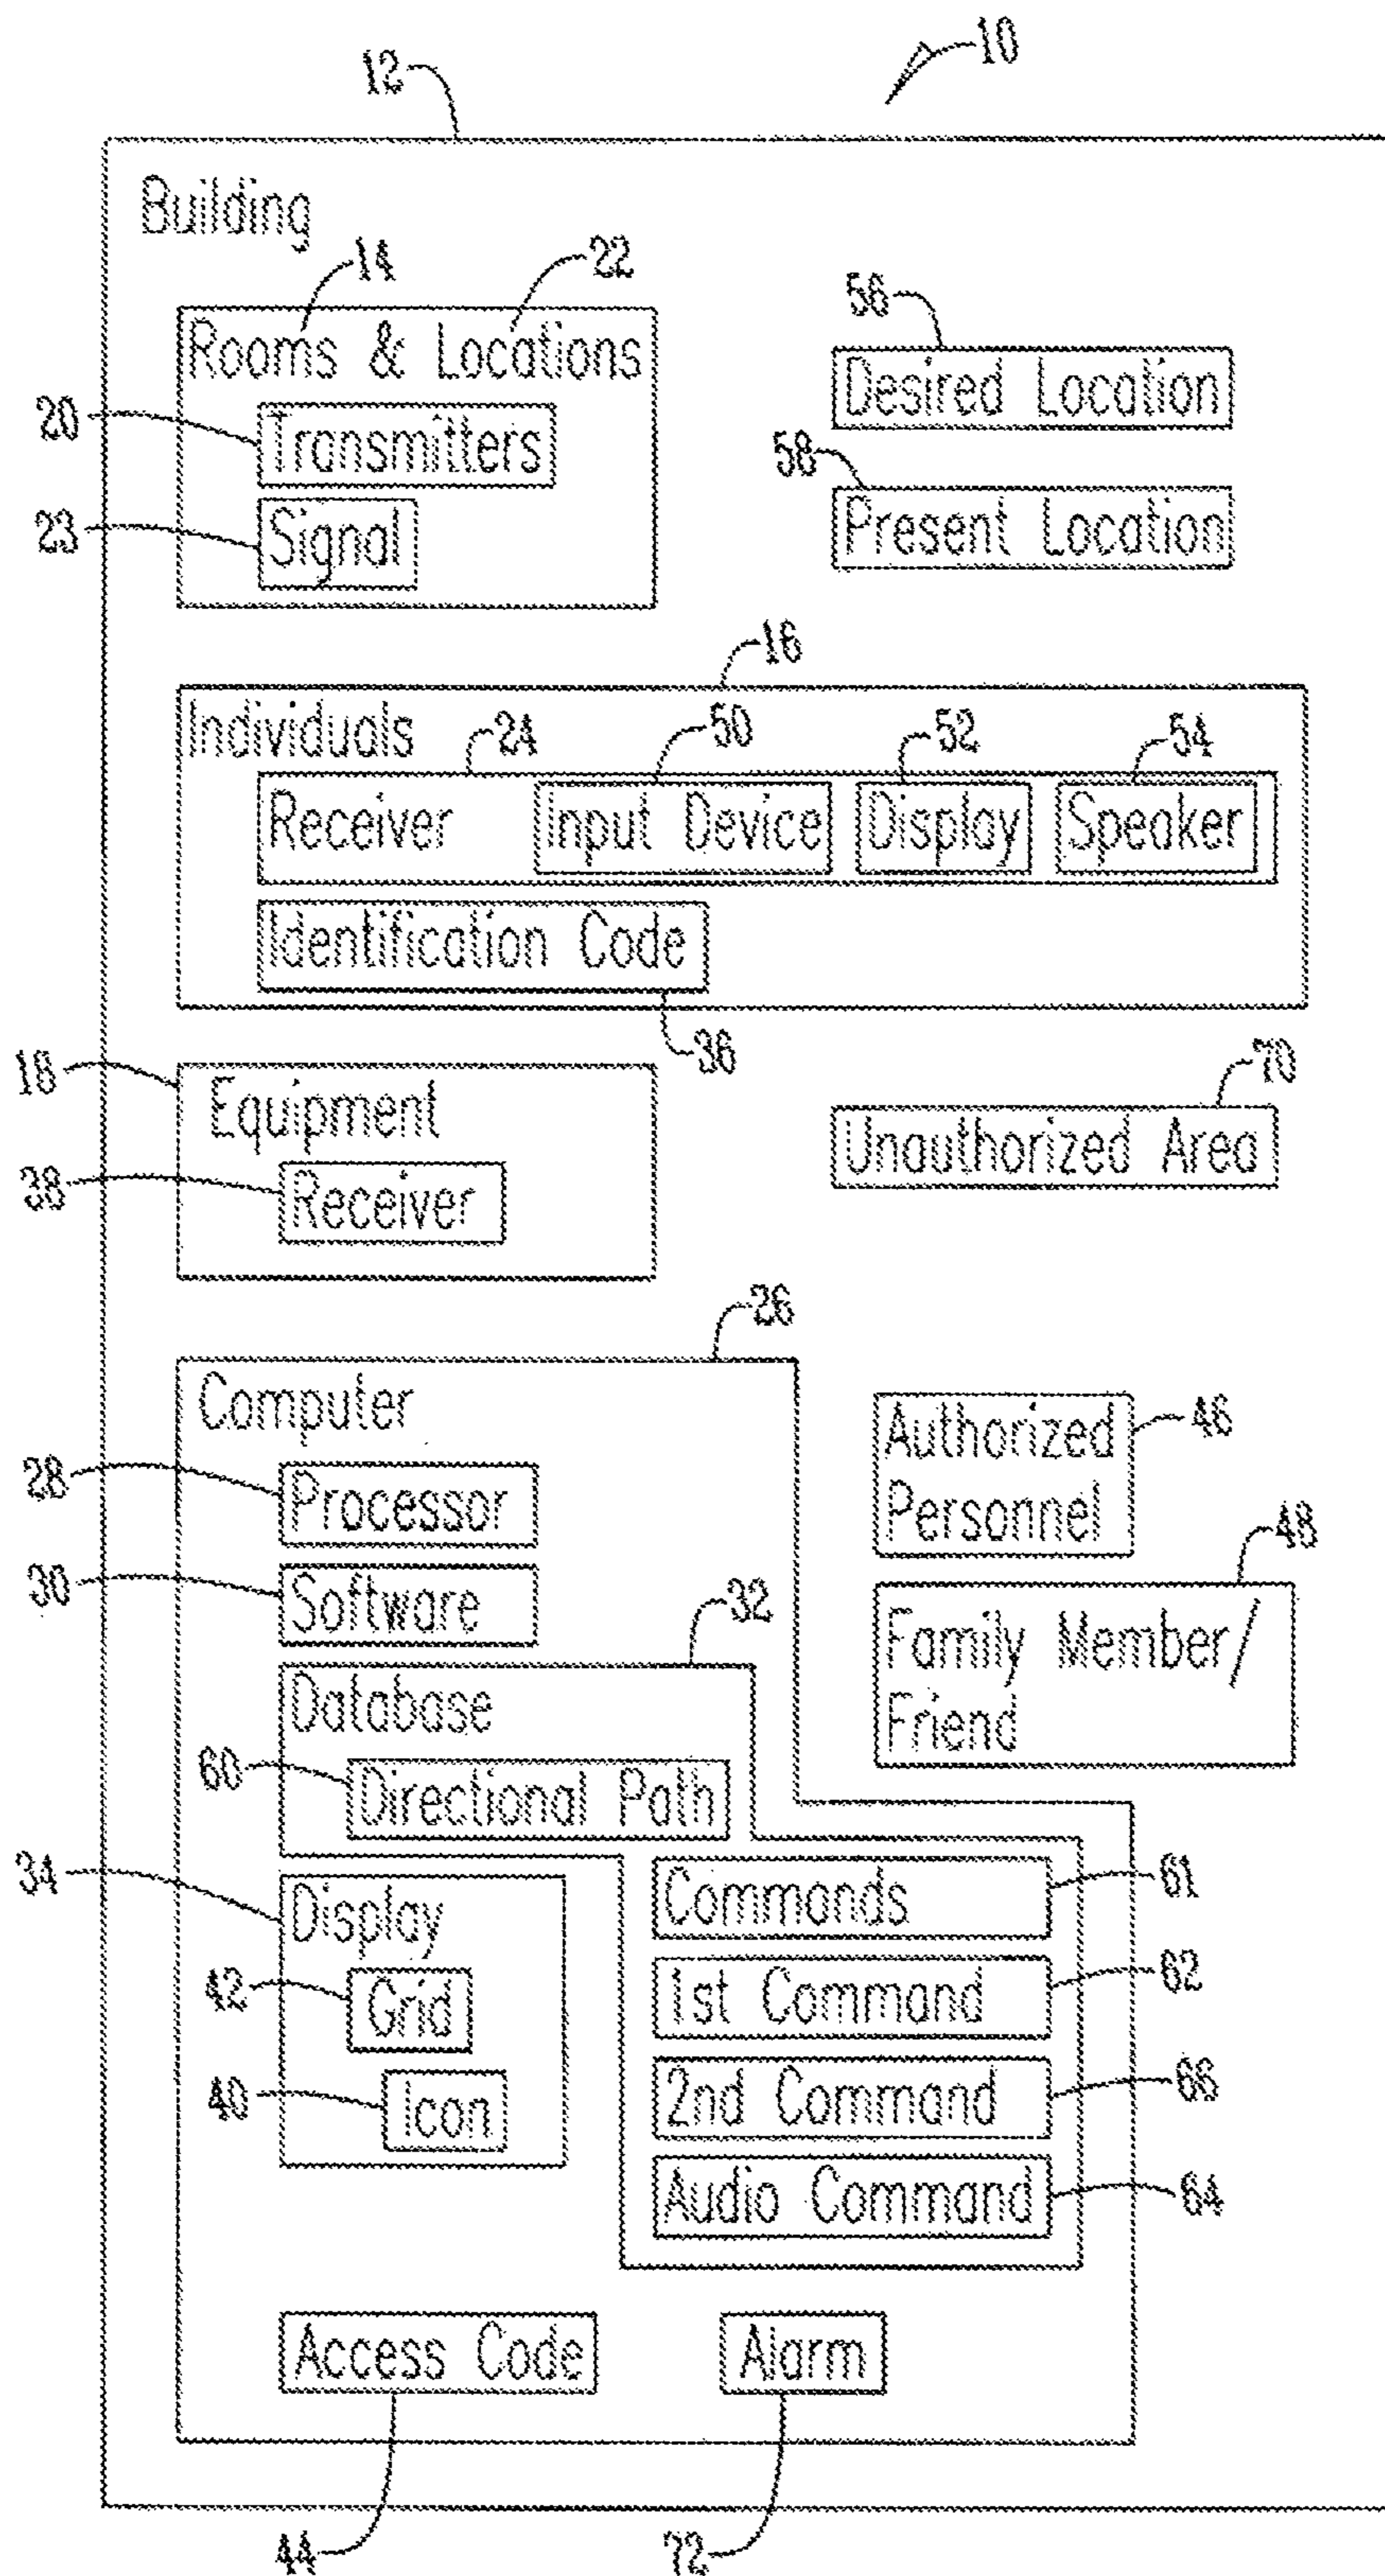 10
12
Building
14
22
Rooms & Locations
20
Transmitters
23
Signal
56
Desired Location
58
Present Location
16
Individuals
24
50
52
54
Receiver
Input Device
Display
Speaker
Identification Code
36
18
Equipment
38
Receiver
70
Unauthorized Area
26
Computer
28
Processor
30
Software
32
Database
60
Directional Path
46
Authorized
Personnel
48
Family Member/
Friend
34
Display
42
Grid
40
Icon
Commands
61
1st Command
62
2nd Command
66
Audio Command
64
Access Code
Alarm
44
72